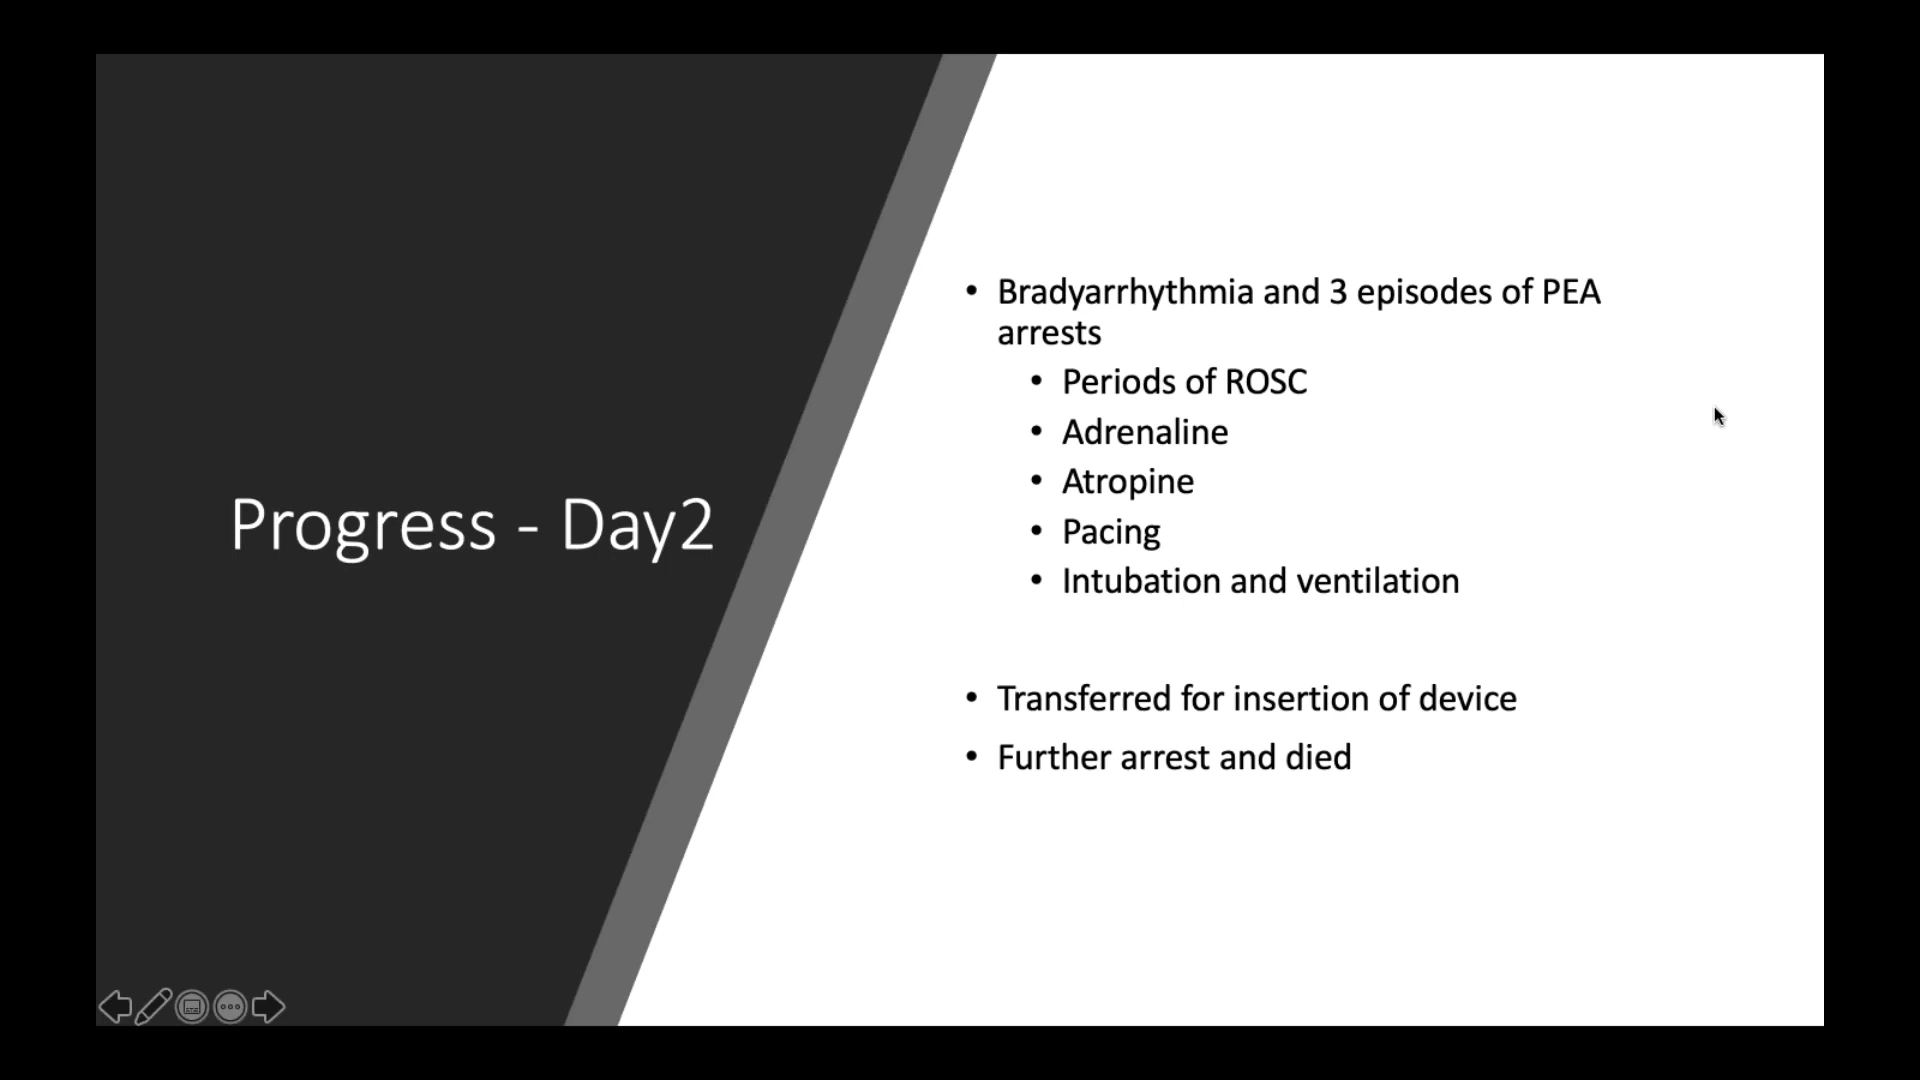 Progress - Day2
• Bradyarrhythmia and 3 episodes of PEA
arrests
• Periods of ROSC
• Adrenaline
• Atropine
• Pacing
• Intubation and ventilation
• Transferred for insertion of device
• Further arrest and died